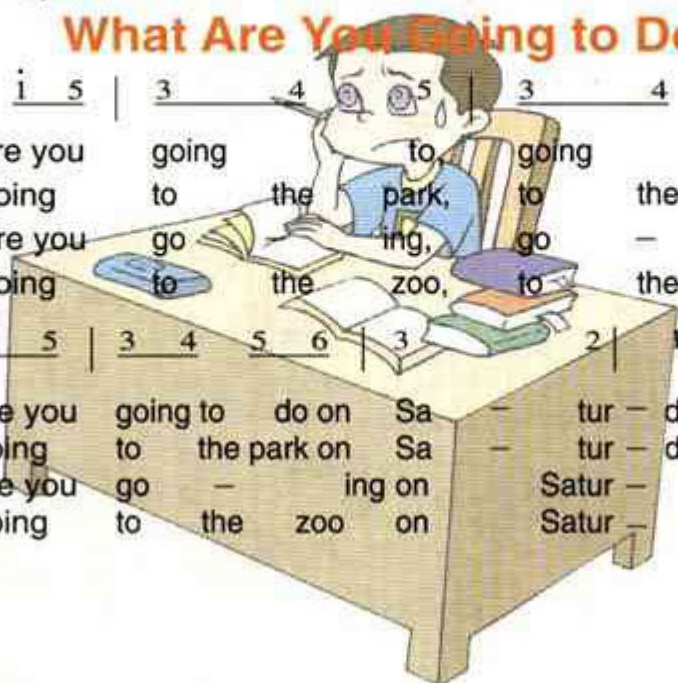 What Are You Going to Do
i 5 | 3 4 5 | 3 4
re you going to, going
oing to the park, to the
re you go – ing, go –
oing to the zoo, to the
5 | 3 4 5 6 | 3 2 |
re you going to do on Sa – tur – d
oing to the park on Sa – tur – d
re you go – ing on Satur –
oing to the zoo on Satur –